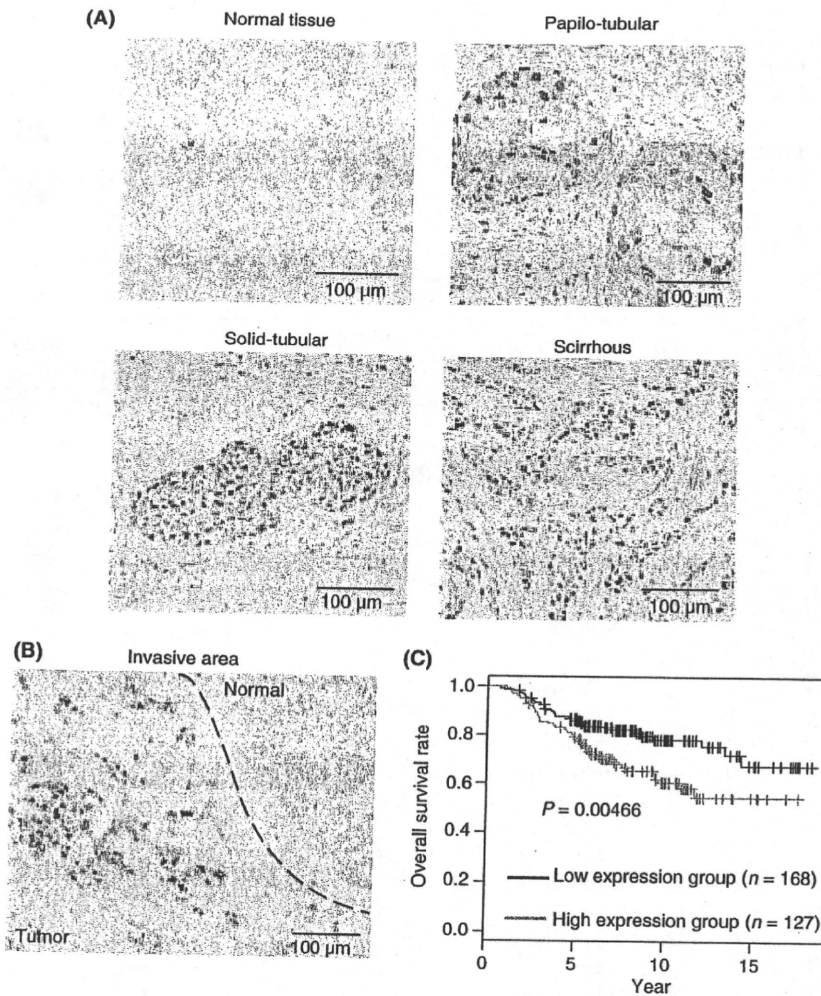 (A)
Normal tissue
Papilo-tubular
100 µm
100 µm
Solid-tubular
Scirrhous
100 µm
100 µm
(B)
Invasive area
Normal
Tumor
100 µm
(C)
Overall survival rate
1.0
0.8
0.6
0.4
0.2
0.0
P = 0.00466
Low expression group (n = 168)
High expression group (n = 127)
0
5
10
15
Year